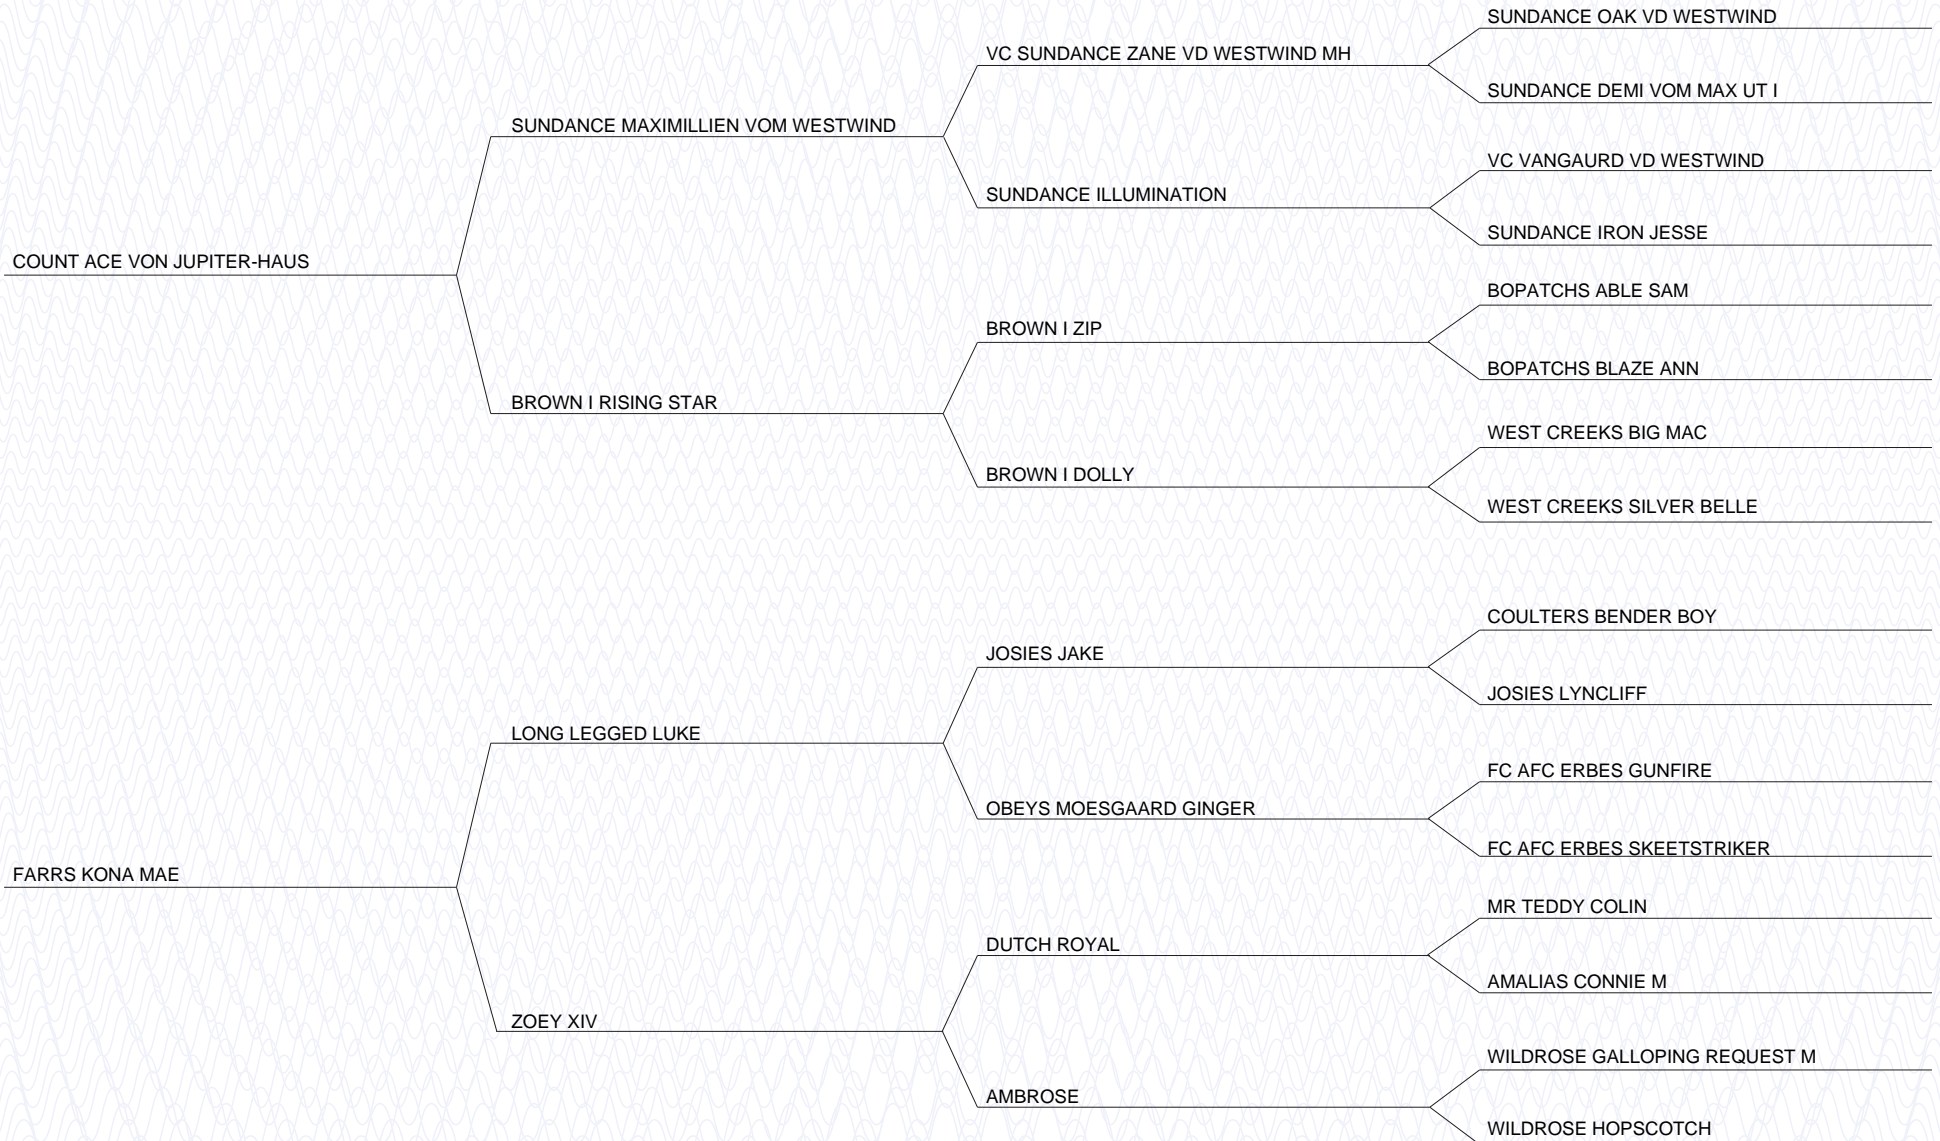 SUNDANCE OAK VD WESTWIND
VC SUNDANCE ZANE VD WESTWIND MH
SUNDANCE DEMI VOM MAX UT I
SUNDANCE MAXIMILLIEN VOM WESTWIND
VC VANGAURD VD WESTWIND
SUNDANCE ILLUMINATION
SUNDANCE IRON JESSE
COUNT ACE VON JUPITER-HAUS
BOPATCHS ABLE SAM
BROWN I ZIP
BOPATCHS BLAZE ANN
BROWN I RISING STAR
WEST CREEKS BIG MAC
BROWN I DOLLY
WEST CREEKS SILVER BELLE
COULTERS BENDER BOY
JOSIES JAKE
JOSIES LYNCLIFF
LONG LEGGED LUKE
FC AFC ERBES GUNFIRE
OBEYS MOESGAARD GINGER
FC AFC ERBES SKEETSTRIKER
FARRS KONA MAE
MR TEDDY COLIN
DUTCH ROYAL
AMALIAS CONNIE M
ZOEY XIV
WILDROSE GALLOPING REQUEST M
AMBROSE
WILDROSE HOPSCOTCH